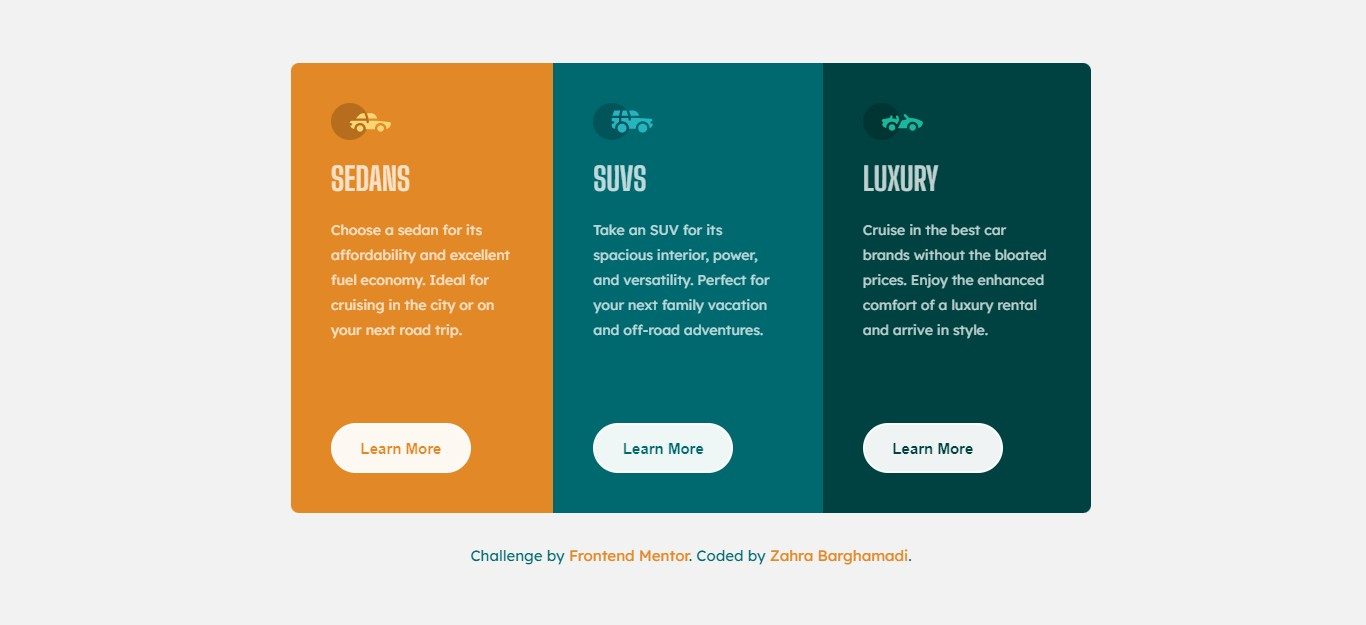 SEDANS
Choose a sedan for its
affordability and excellent
fuel economy. Ideal for
cruising in the city or on
your next road trip.
Learn More
SUVS
Take an SUV for its
spacious interior, power,
and versatility. Perfect for
your next family vacation
and off-road adventures.
Learn More
LUXURY
Cruise in the best car
brands without the bloated
prices. Enjoy the enhanced
comfort of a luxury rental
and arrive in style.
Learn More
Challenge by Frontend Mentor. Coded by Zahra Barghamadi.